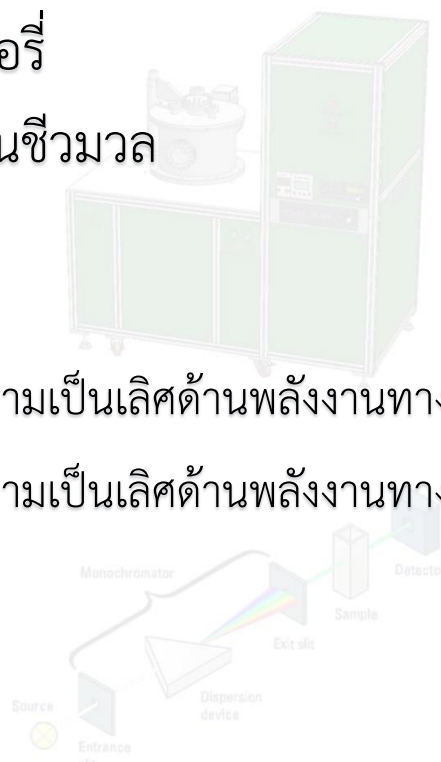 อรี่
นชีวมวล
ามเป็นเลิศด้านพลังงานทาง
ามเป็นเลิศด้านพลังงานทาง
Monochromator
Detector
Sample
Exit slit
Dispersion
device
Source
Entrance
slit